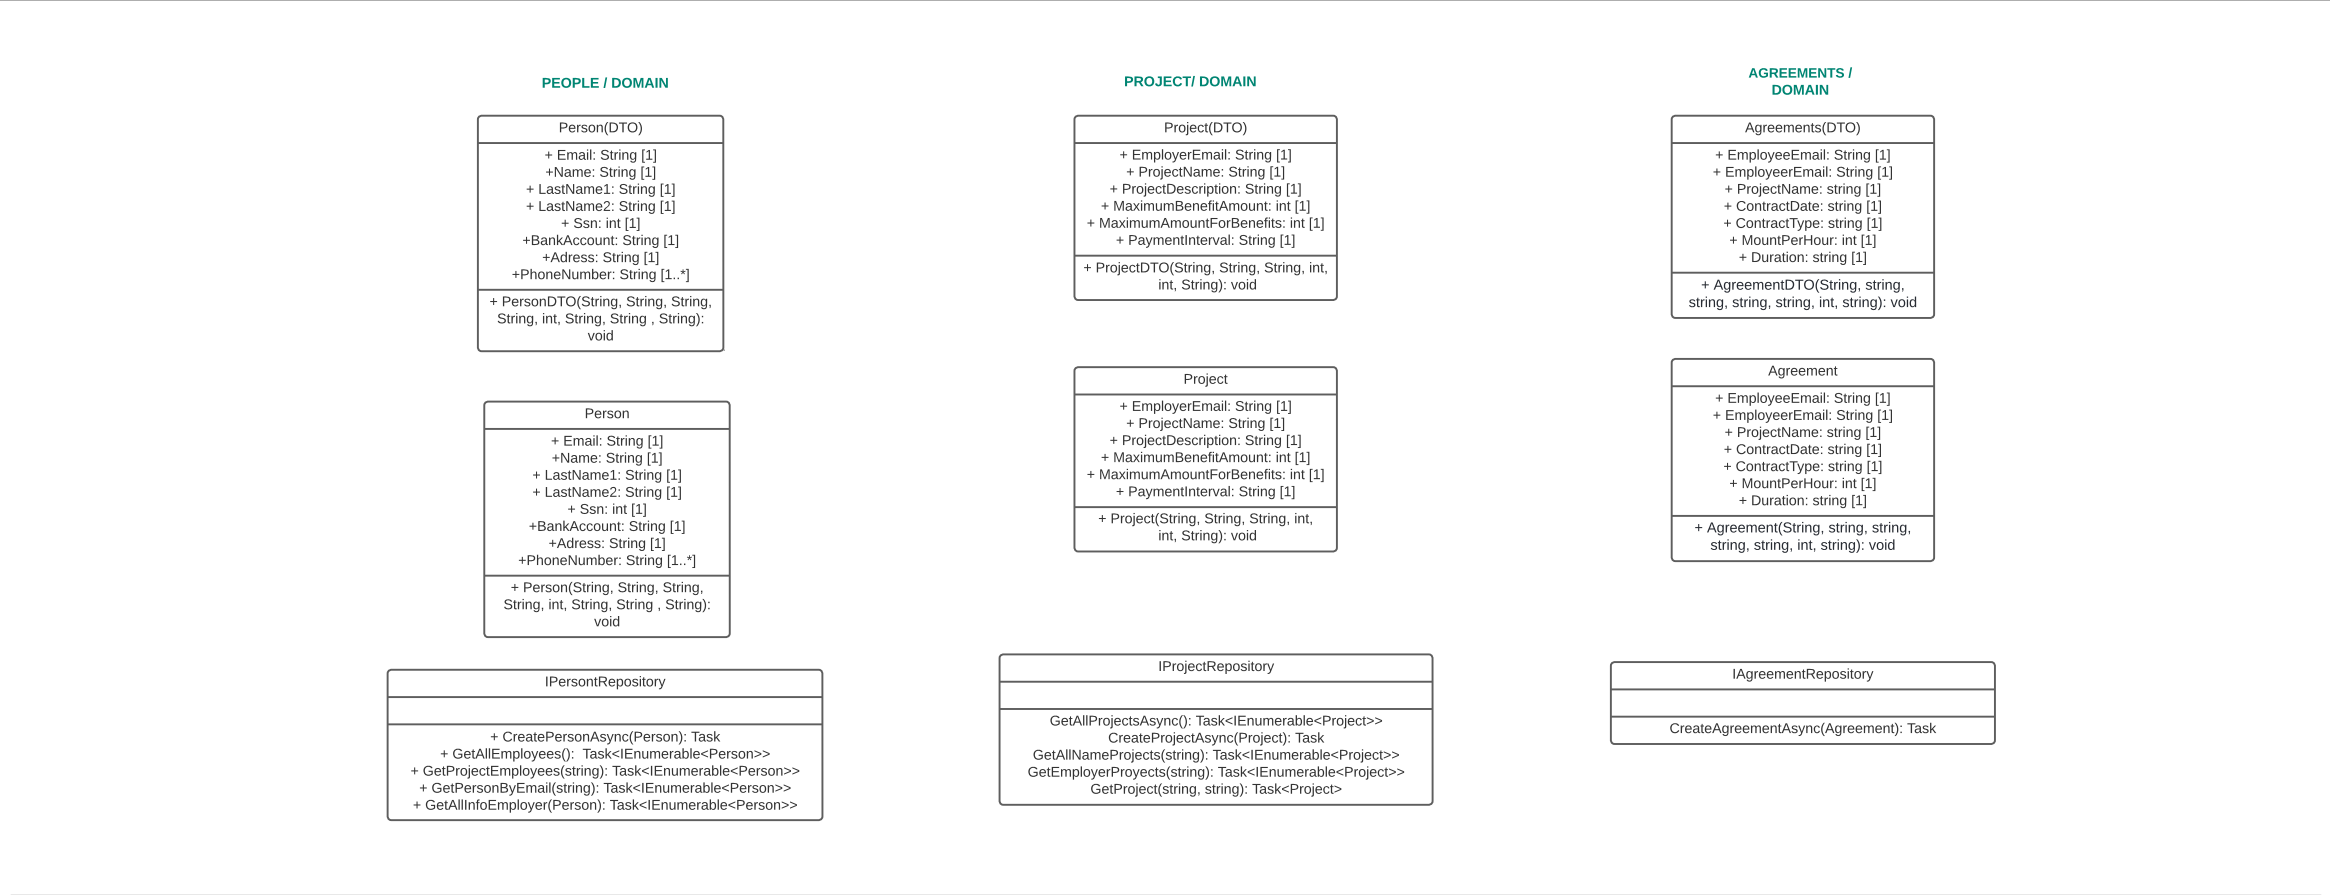 PEOPLE / DOMAIN
Person(DTO)
+ Email: String [1]
+Name: String [1]
+ LastName1: String [1]
+ LastName2: String [1]
+ Ssn: int [1]
+BankAccount: String [1]
+Adress: String [1]
+PhoneNumber: String [1..*]
+ PersonDTO(String, String, String,
String, int, String, String , String):
void
Person
+ Email: String [1]
+Name: String [1]
+ LastName1: String [1]
+ LastName2: String [1]
+ Ssn: int [1]
+BankAccount: String [1]
+Adress: String [1]
+PhoneNumber: String [1..*]
+ Person(String, String, String,
String, int, String, String , String):
void
IPersontRepository
+ CreatePersonAsync(Person): Task
+ GetAllEmployees():  Task<IEnumerable<Person>>
+ GetProjectEmployees(string): Task<IEnumerable<Person>>
+ GetPersonByEmail(string): Task<IEnumerable<Person>>
+ GetAllInfoEmployer(Person): Task<IEnumerable<Person>>
PROJECT/ DOMAIN
Project(DTO)
+ EmployerEmail: String [1]
+ ProjectName: String [1]
+ ProjectDescription: String [1]
+ MaximumBenefitAmount: int [1]
+ MaximumAmountForBenefits: int [1]
+ PaymentInterval: String [1]
+ ProjectDTO(String, String, String, int,
int, String): void
Project
+ EmployerEmail: String [1]
+ ProjectName: String [1]
+ ProjectDescription: String [1]
+ MaximumBenefitAmount: int [1]
+ MaximumAmountForBenefits: int [1]
+ PaymentInterval: String [1]
+ Project(String, String, String, int,
int, String): void
IProjectRepository
GetAllProjectsAsync(): Task<IEnumerable<Project>>
CreateProjectAsync(Project): Task
GetAllNameProjects(string): Task<IEnumerable<Project>>
GetEmployerProyects(string): Task<IEnumerable<Project>>
GetProject(string, string): Task<Project>
AGREEMENTS /
DOMAIN
Agreements(DTO)
+ EmployeeEmail: String [1]
+ EmployeerEmail: String [1]
+ ProjectName: string [1]
+ ContractDate: string [1]
+ ContractType: string [1]
+ MountPerHour: int [1]
+ Duration: string [1]
+ AgreementDTO(String, string,
string, string, string, int, string): void
Agreement
+ EmployeeEmail: String [1]
+ EmployeerEmail: String [1]
+ ProjectName: string [1]
+ ContractDate: string [1]
+ ContractType: string [1]
+ MountPerHour: int [1]
+ Duration: string [1]
+ Agreement(String, string, string,
string, string, int, string): void
IAgreementRepository
CreateAgreementAsync(Agreement): Task